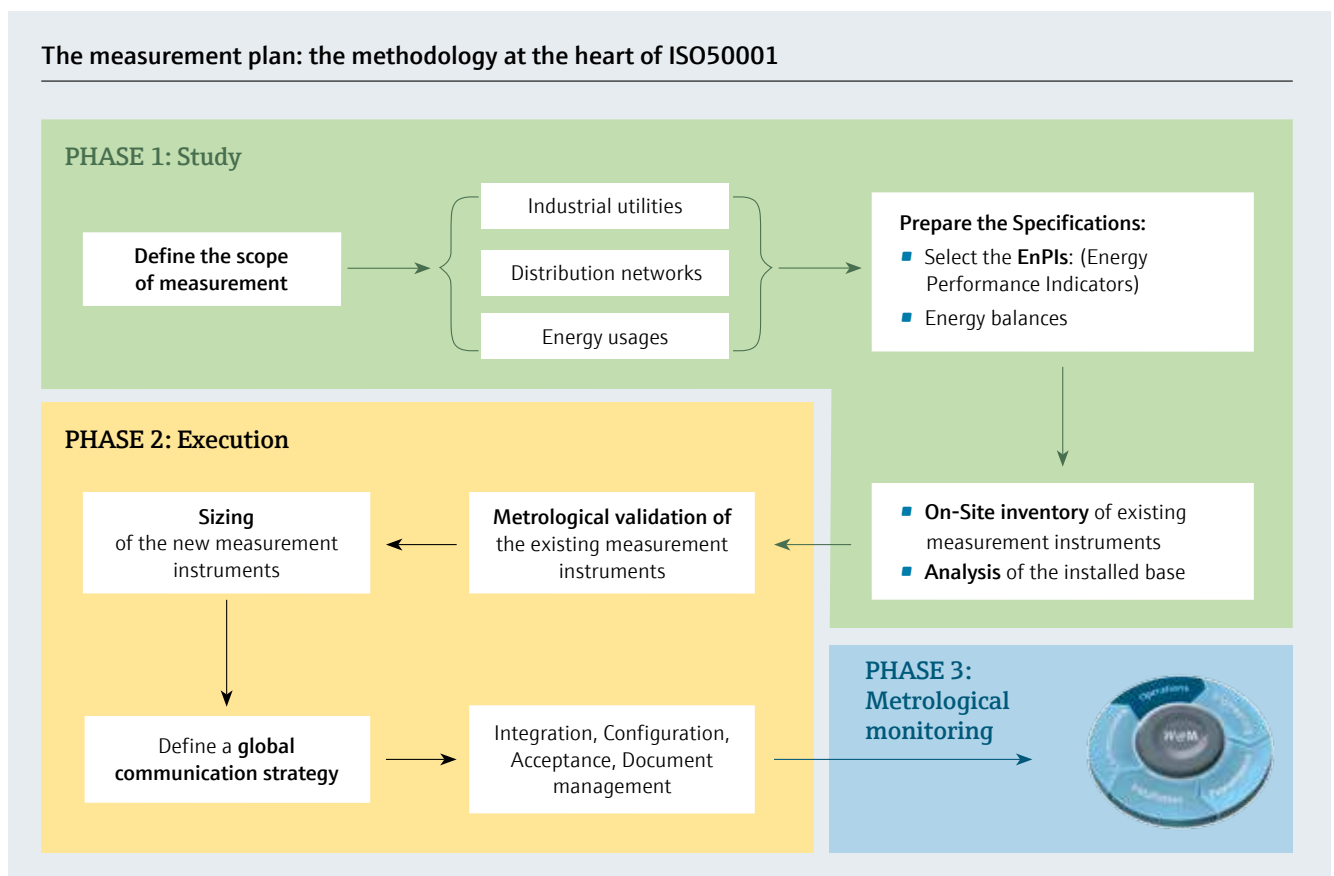 The measurement plan: the methodology at the heart of ISO50001
PHASE 1: Study
Define the scope
of measurement
Industrial utilities
Distribution networks
Energy usages
Prepare the Specifications:
Select the EnPIs: (Energy
Performance Indicators)
Energy balances
On-Site inventory of existing
measurement instruments
Analysis of the installed base
PHASE 2: Execution
Metrological validation of
the existing measurement
instruments
Sizing
of the new measurement
instruments
Define a global
communication strategy
Integration, Configuration,
Acceptance, Document
management
PHASE 3:
Metrological
monitoring
Operations
W@M